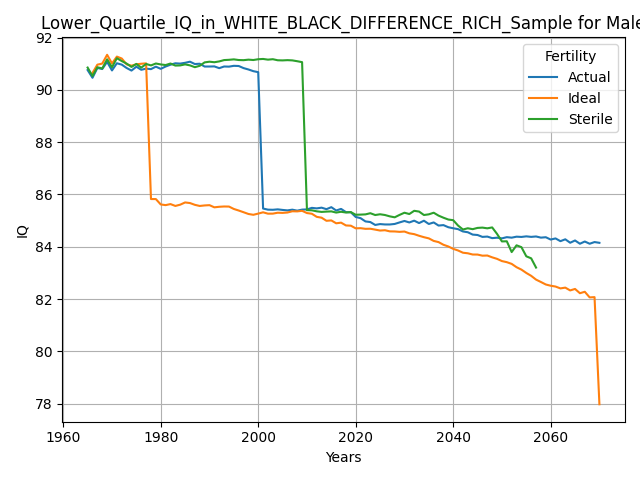 Lower_Quartile_IQ_in_WHITE_BLACK_DIFFERENCE_RICH_Sample for Male
92
90
88
86
84
82
80
78
IQ
Fertility
Actual
Ideal
Sterile
1960 1980 2000 2020 2040 2060
Years